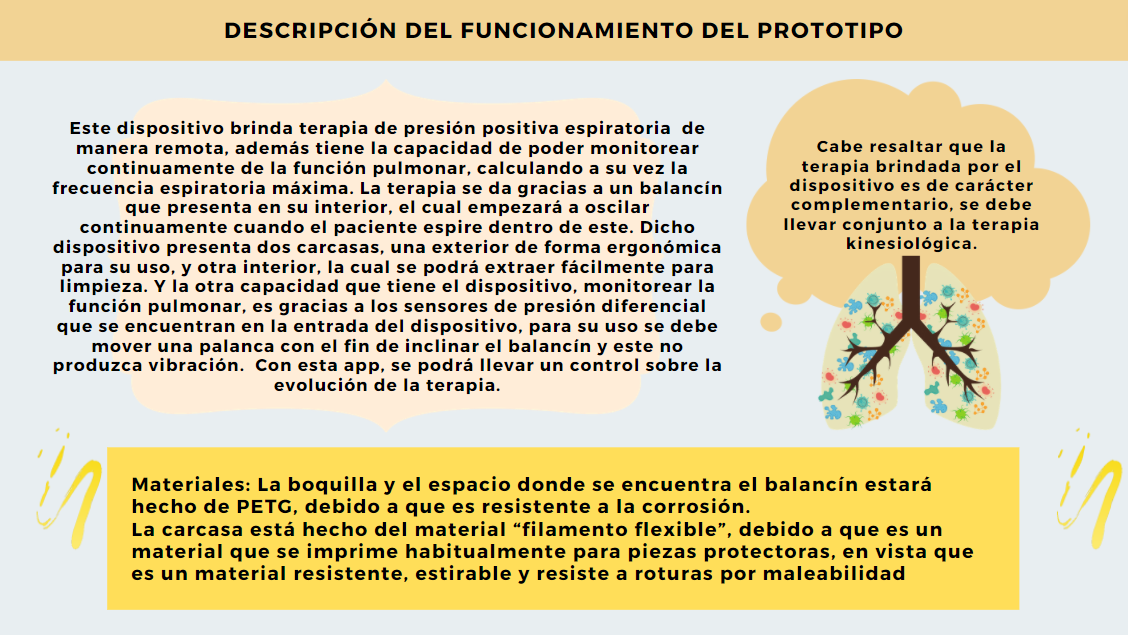 DESCRIPCIÓN DEL FUNCIONAMIENTO DEL PROTOTIPO
Este dispositivo brinda terapia de presión positiva espiratoria de
manera remota, además tiene la capacidad de poder monitorear
continuamente de la función pulmonar, calculando a su vez la
frecuencia espiratoria máxima. La terapia se da gracias a un balancín
que presenta en su interior, el cual empezará a oscilar
continuamente cuando el paciente espire dentro de este. Dicho
dispositivo presenta dos carcasas, una exterior de forma ergonómica
para su uso, y otra interior, la cual se podrá extraer fácilmente para
limpieza. Y la otra capacidad que tiene el dispositivo, monitorear la
función pulmonar, es gracias a los sensores de presión diferencial
que se encuentran en la entrada del dispositivo, para su uso se debe
mover una palanca con el fin de inclinar el balancín y este no
produzca vibración. Con esta app, se podrá llevar un control sobre la
evolución de la terapia.
Cabe resaltar que la
terapia brindada por el
dispositivo es de carácter
complementario, se debe
llevar conjunto a la terapia
kinesiológica.
Materiales: La boquilla y el espacio donde se encuentra el balancín estará
hecho de PETG, debido a que es resistente a la corrosión.
La carcasa está hecho del material “filamento flexible”, debido a que es un
material que se imprime habitualmente para piezas protectoras, en vista que
es un material resistente, estirable y resiste a roturas por maleabilidad